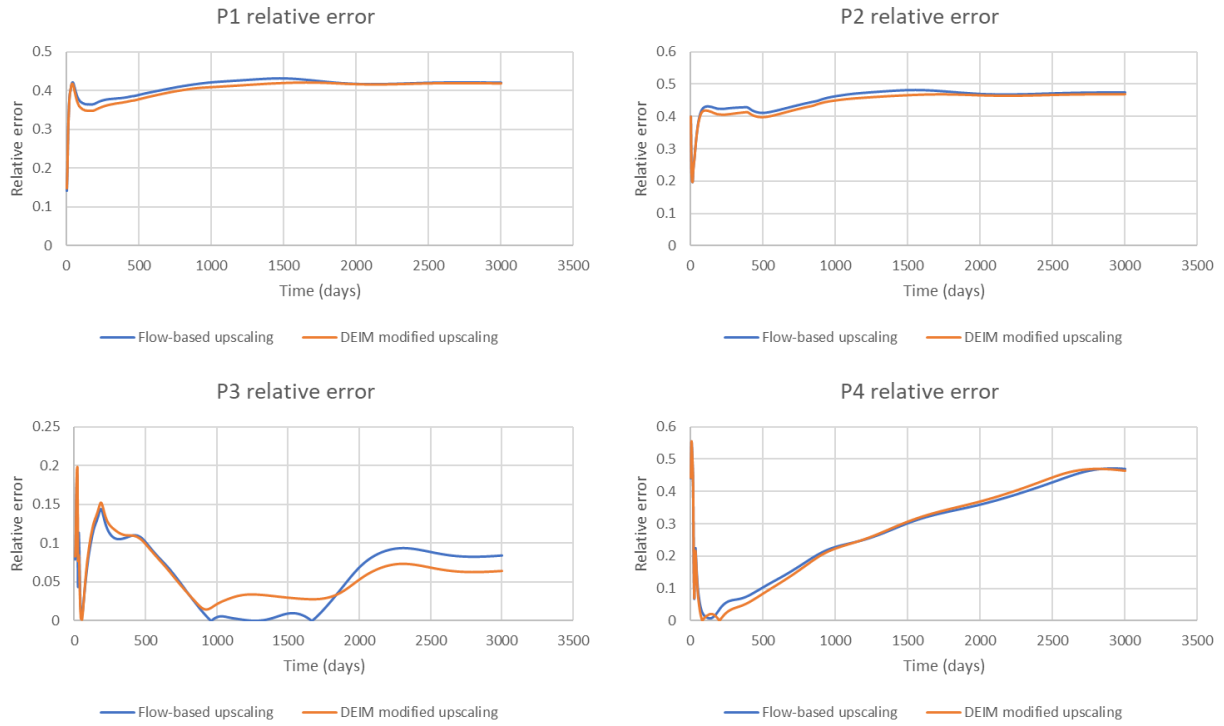 P1 relative error
Relative error
0.5
0.4
0.3
0.2
0.1
0
0 500 1000 1500 2000 2500 3000 3500
Time (days)
Flow-based upscaling DEIM modified upscaling
P2 relative error
Relative error
0.6
0.5
0.4
0.3
0.2
0.1
0
0 500 1000 1500 2000 2500 3000 3500
Time (days)
Flow-based upscaling DEIM modified upscaling
P3 relative error
Relative error
0.25
0.2
0.15
0.1
0.05
0
0 500 1000 1500 2000 2500 3000 3500
Time (days)
Flow-based upscaling DEIM modified upscaling
P4 relative error
Relative error
0.6
0.5
0.4
0.3
0.2
0.1
0
0 500 1000 1500 2000 2500 3000 3500
Time (days)
Flow-based upscaling DEIM modified upscaling